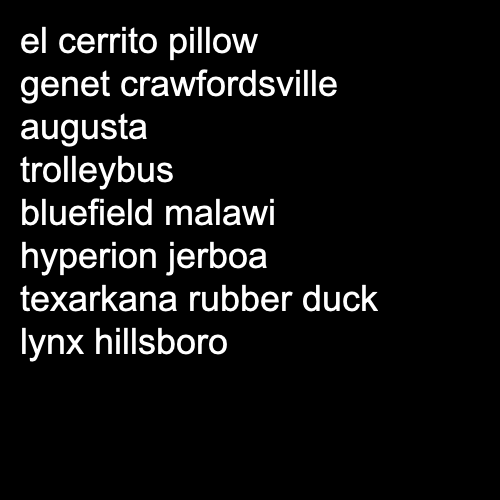 el cerrito pillow
genet crawfordsville
augusta
trolleybus
bluefield malawi
hyperion jerboa
texarkana rubber duck
lynx hillsboro